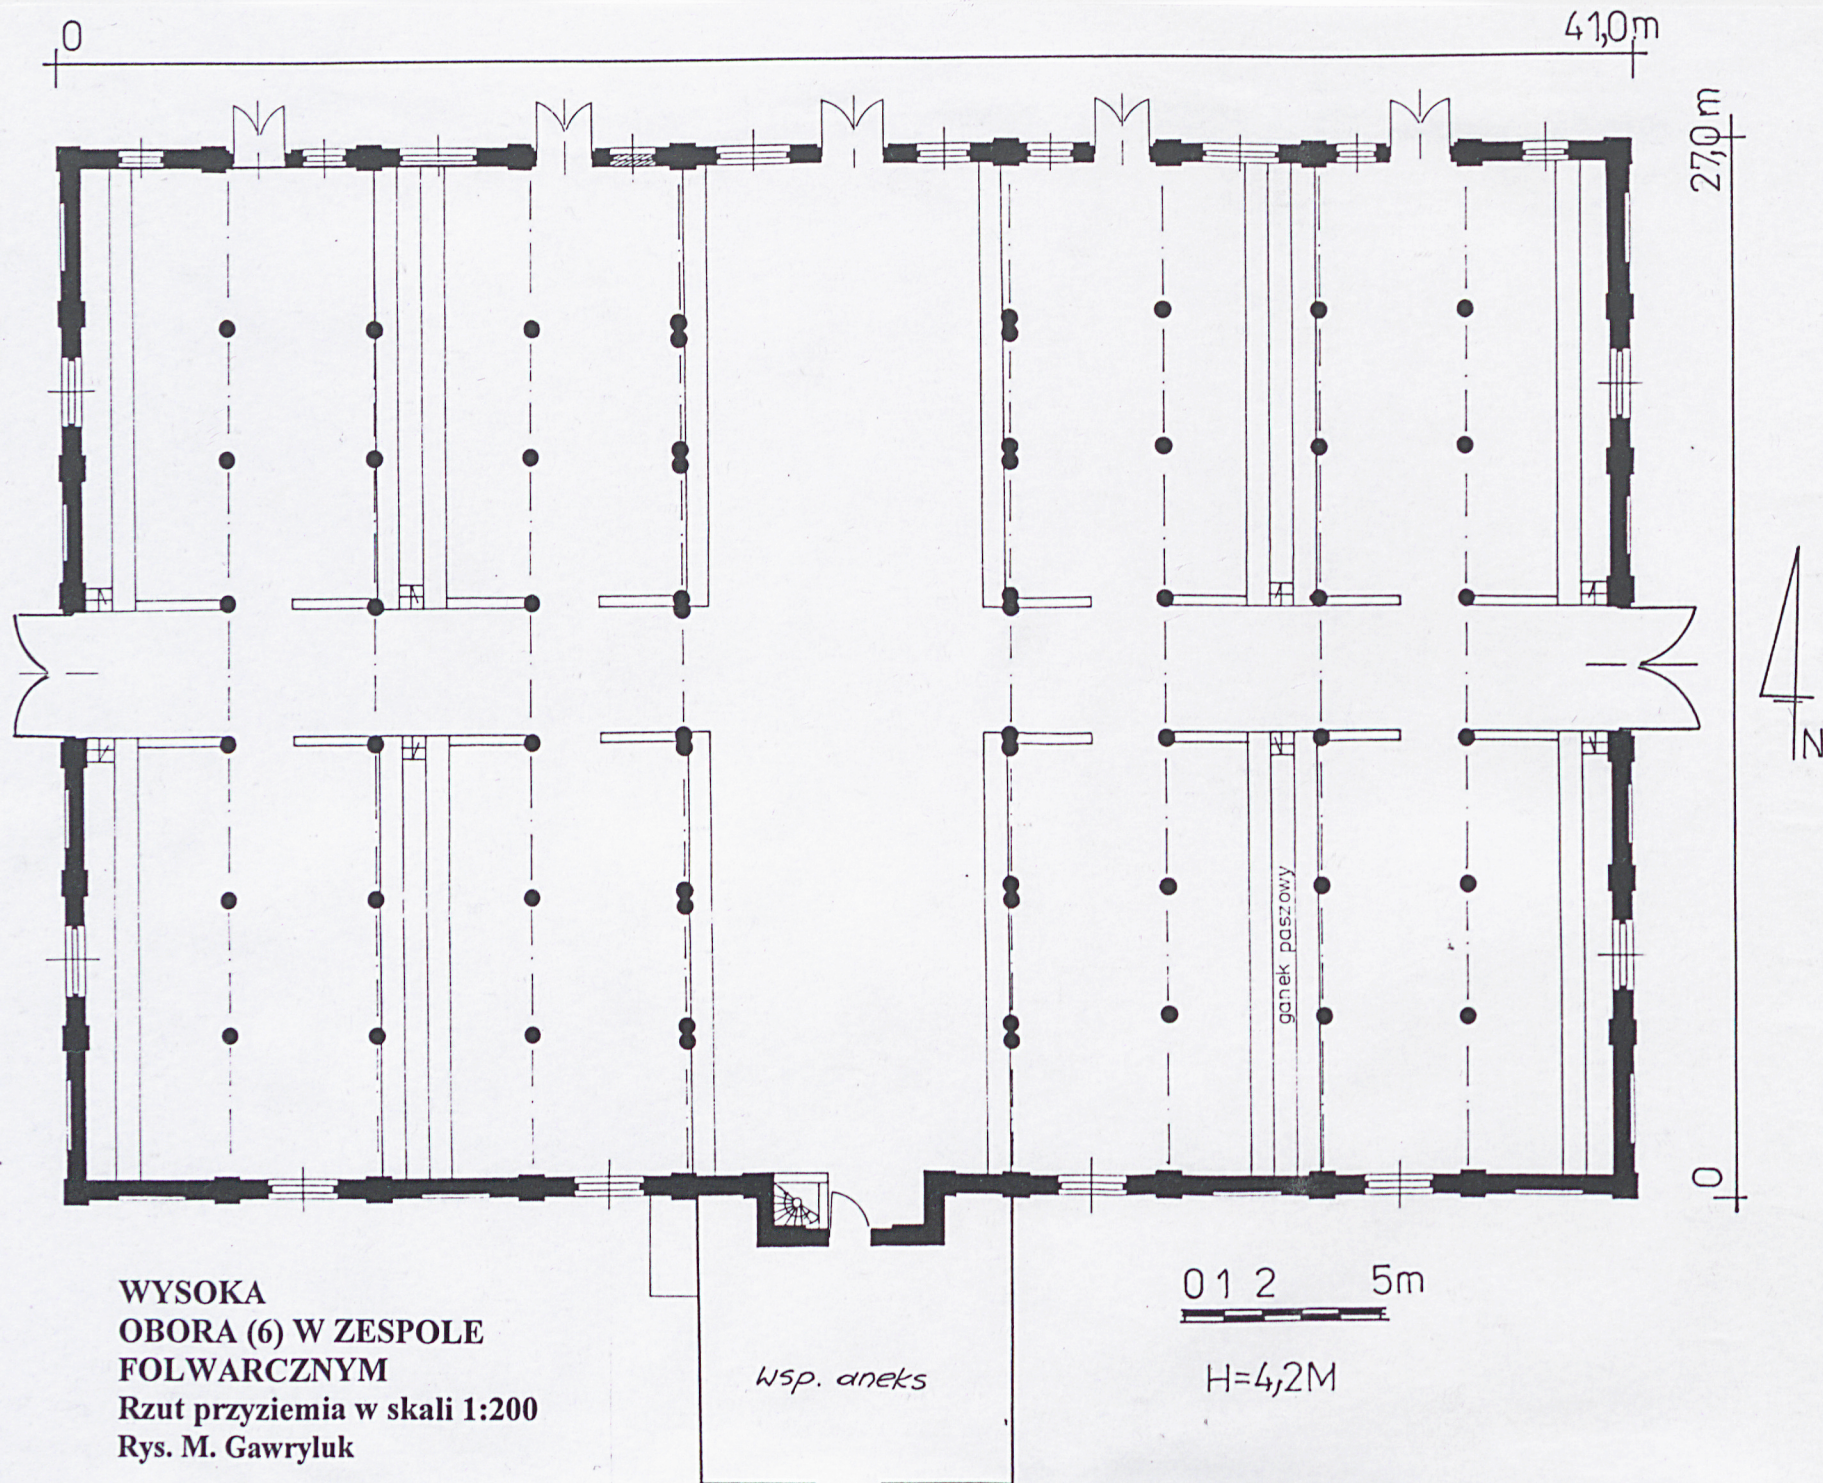 0
41,0m
27,0m
N
ganek paszowy
0
WYSOKA
OBORA (6) W ZESPOLE
FOLWARCZNYM
Rzut przyziemia w skali 1:200
Rys. M. Gawryluk
wsp. aneks
0 1 2 5m
H=4,2M